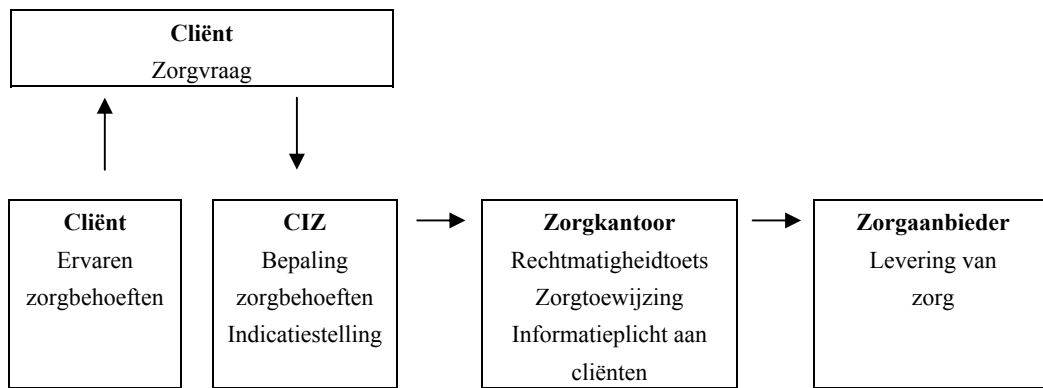 Cliënt
Zorgvraag
Cliënt
Ervaren
zorgbehoeften
CIZ
Bepaling
zorgbehoeften
Indicatiestelling
Zorgkantoor
Rechtmatigheidtoets
Zorgtoewijzing
Informatieplicht aan
cliënten
Zorgaanbieder
Levering van
zorg